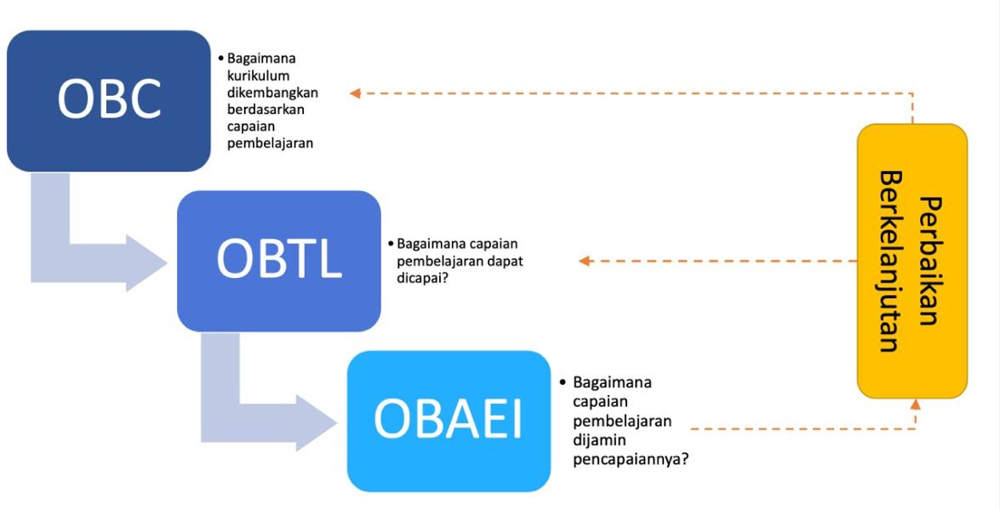 OBC
• Bagaimana
kurikulum
dikembangkan
berdasarkan
capaian
pembelajaran
OBTL
• Bagaimana capaian
pembelajaran dapat
dicapai?
OBAEI
• Bagaimana
capaian
pembelajaran
dijamin
pencapaiannya?
Perbaikan
Berkelanjutan